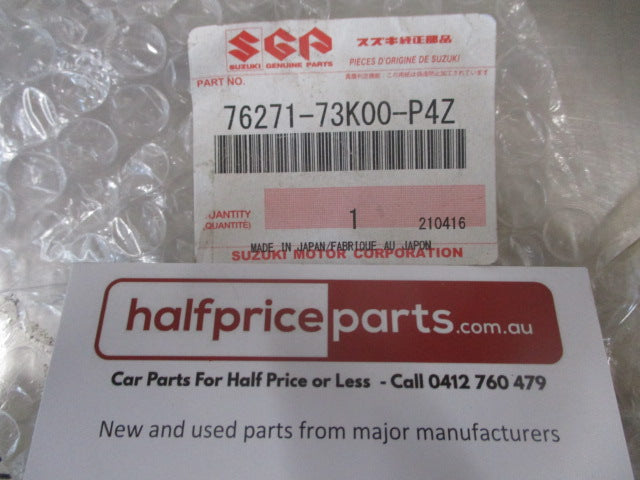 SGP
スズキ純正部品
SUZUKI GENUINE PARTS
PIECES D'ORIGINE DE SUZUKI
PART NO.
76271-73K00-P4Z
QUANTITY
(QUANTITÉ)
1
210416
MADE IN JAPAN/FABRIQUE AU JAPON
SUZUKI MOTOR CORPORATION
halfpriceparts.com.au
Car Parts For Half Price or Less - Call 0412 760 479
New and used parts from major manufacturers